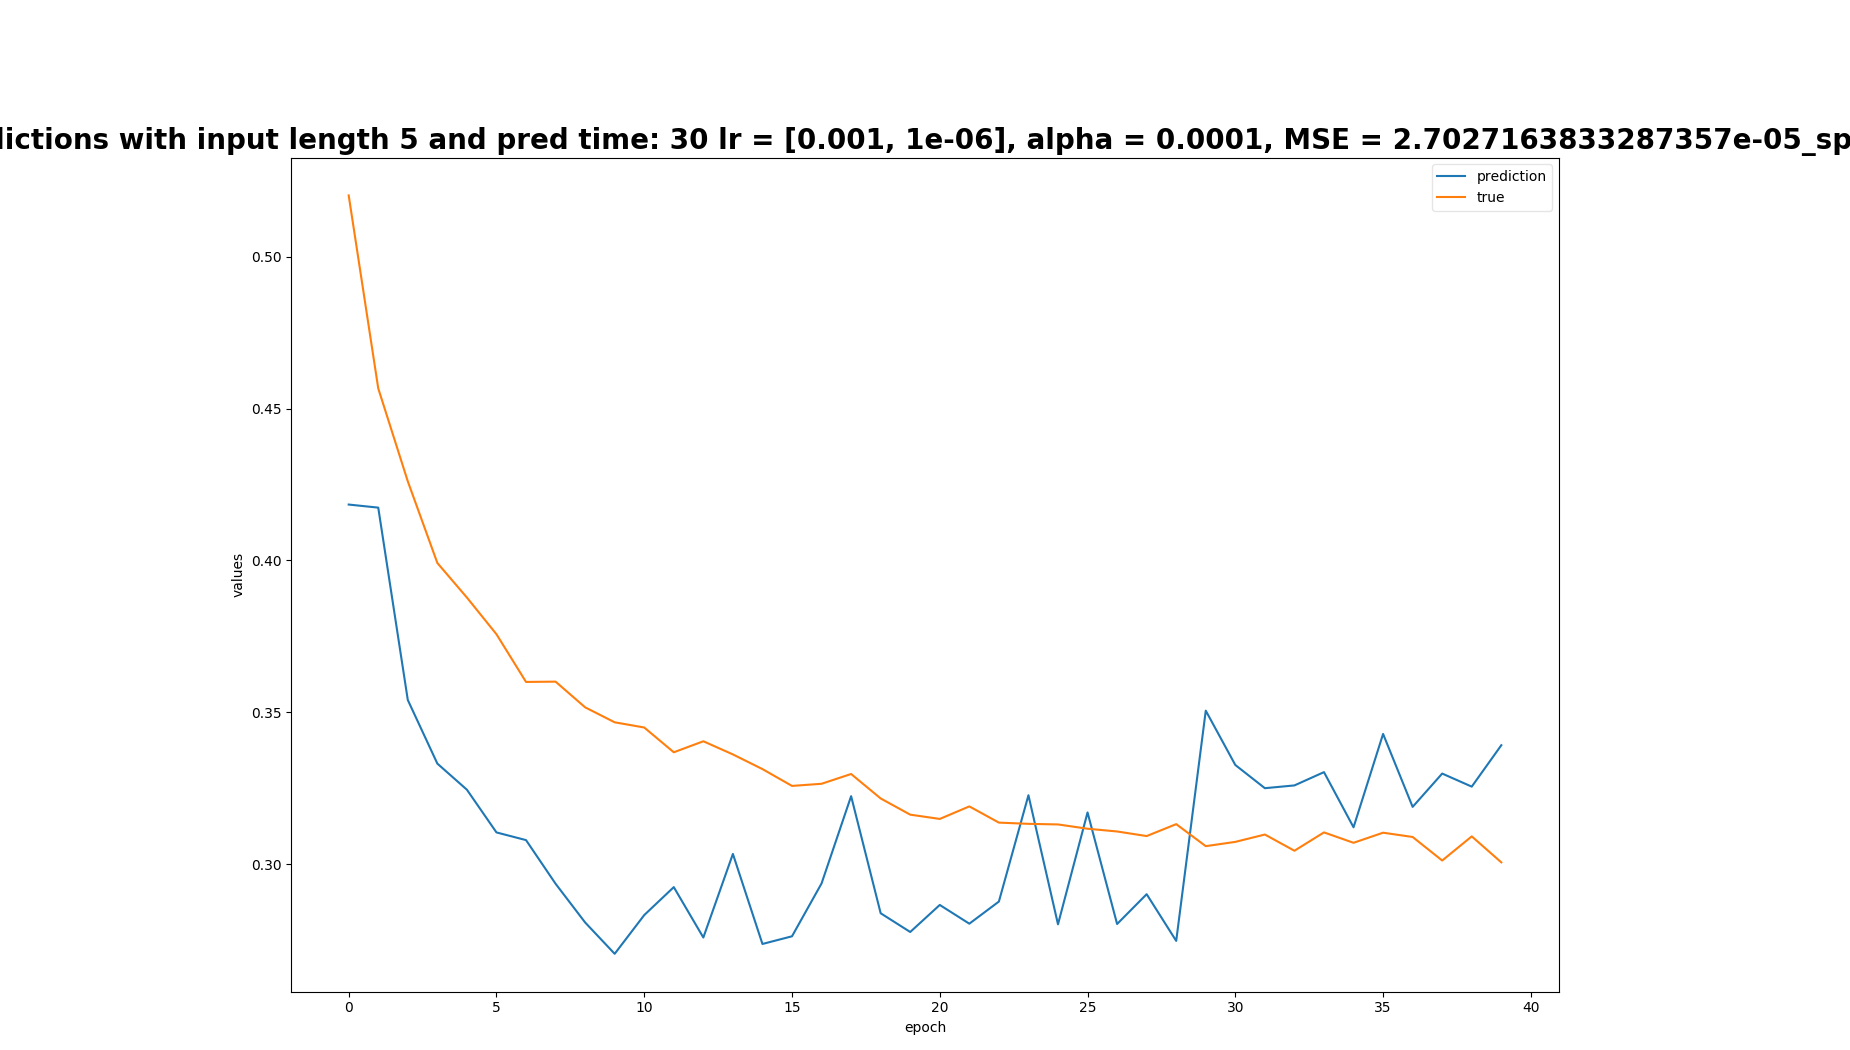 dictions with input length 5 and pred time: 30 lr = [0.001, 1e-06], alpha = 0.0001, MSE = 2.7027163833287357e-05_sp
prediction
true
values
0.50
0.45
0.40
0.35
0.30
0 5 10 15 20 25 30 35 40
epoch